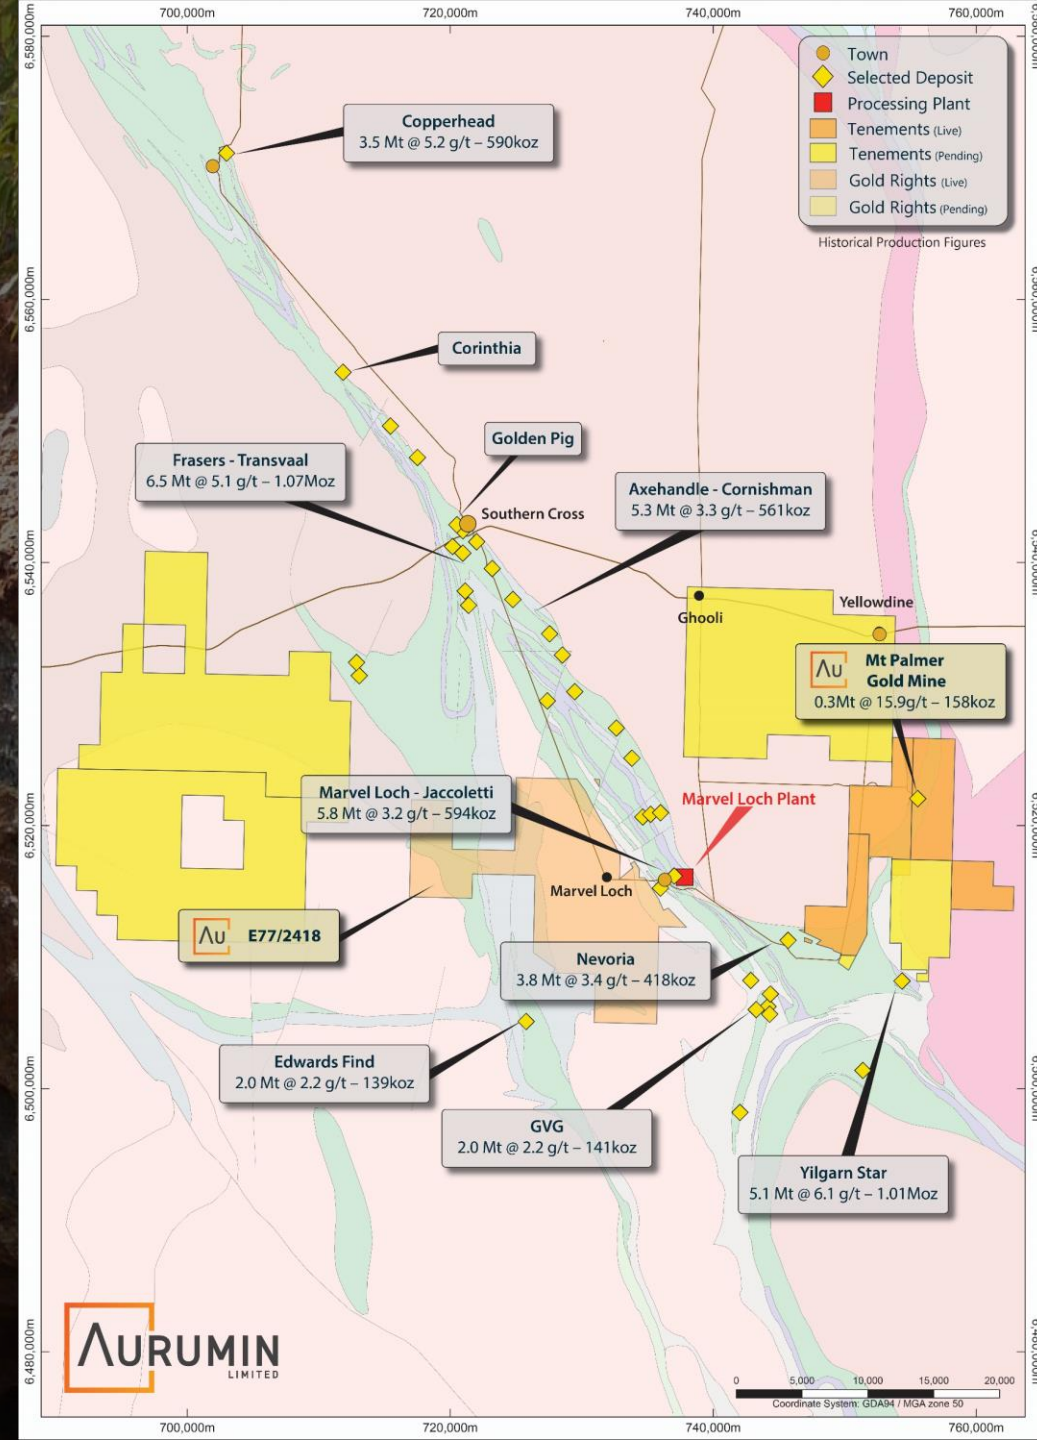 700,000m
720,000m
740,000m
760,000m
6,580,000m
6,560,000m
6,540,000m
6,520,000m
6,500,000m
6,480,000m
Town
Selected Deposit
Processing Plant
Tenements (Live)
Tenements (Pending)
Gold Rights (Live)
Gold Rights (Pending)
Historical Production Figures
Copperhead
3.5 Mt @ 5.2 g/t – 590koz
Corinthia
Golden Pig
Frasers - Transvaal
6.5 Mt @ 5.1 g/t – 1.07Moz
Southern Cross
Axehandle - Cornishman
5.3 Mt @ 3.3 g/t – 561koz
Ghooli
Yellowdine
Au
Mt Palmer
Gold Mine
0.3Mt @ 15.9g/t – 158koz
Marvel Loch - Jaccoletti
5.8 Mt @ 3.2 g/t – 594koz
Marvel Loch Plant
Marvel Loch
Au E77/2418
Nevoria
3.8 Mt @ 3.4 g/t – 418koz
Edwards Find
2.0 Mt @ 2.2 g/t – 139koz
GVG
2.0 Mt @ 2.2 g/t – 141koz
Yilgarn Star
5.1 Mt @ 6.1 g/t – 1.01Moz
AURUMIN
LIMITED
0 5,000 10,000 15,000 20,000
Coordinate System: GDA94 / MGA zone 50
700,000m
720,000m
740,000m
760,000m